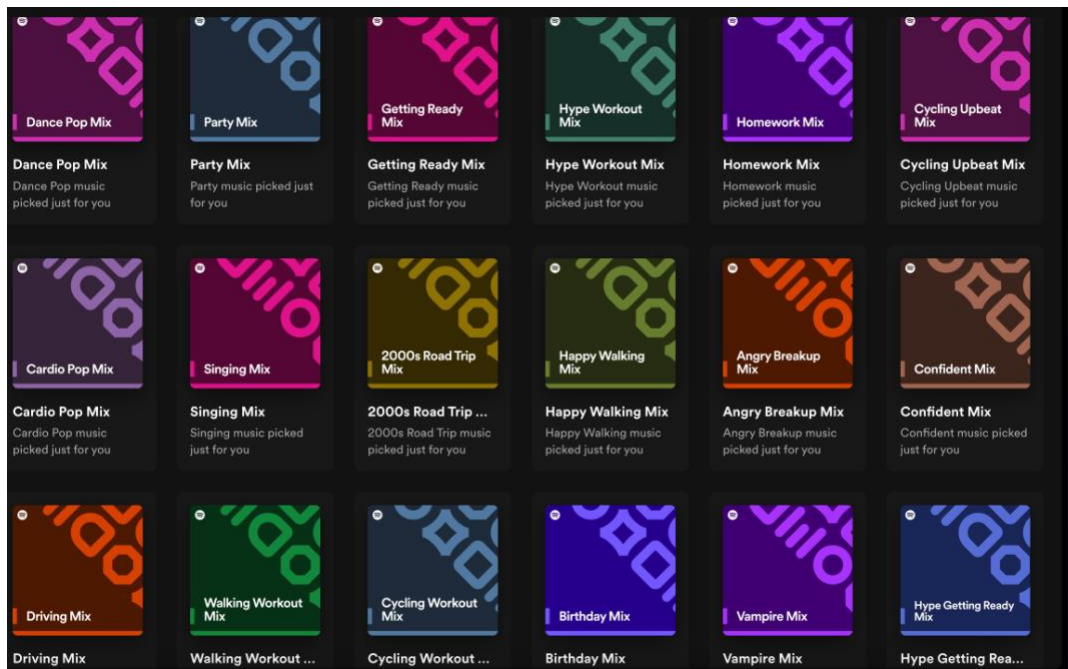 Dance Pop Mix
Party Mix
Getting Ready
Mix
Hype Workout
Mix
Homework Mix
Cycling Upbeat
Mix
Dance Pop Mix
Dance Pop music
picked just for you
Party Mix
Party music picked just
for you
Getting Ready Mix
Getting Ready music
picked just for you
Hype Workout Mix
Hype Workout music
picked just for you
Homework Mix
Homework music
picked just for you
Cycling Upbeat Mix
Cycling Upbeat music
picked just for you
Cardio Pop Mix
Singing Mix
2000s Road Trip
Mix
Happy Walking
Mix
Angry Breakup
Mix
Confident Mix
Cardio Pop Mix
Cardio Pop music
picked just for you
Singing Mix
Singing music picked
just for you
2000s Road Trip ...
2000s Road Trip music
picked just for you
Happy Walking Mix
Happy Walking music
picked just for you
Angry Breakup Mix
Angry Breakup music
picked just for you
Confident Mix
Confident music picked
just for you
Driving Mix
Walking Workout
Mix
Cycling Workout
Mix
Birthday Mix
Vampire Mix
Hype Getting Ready
Mix
Driving Mix
Walking Workout ...
Cycling Workout ...
Birthday Mix
Vampire Mix
Hype Getting Rea...